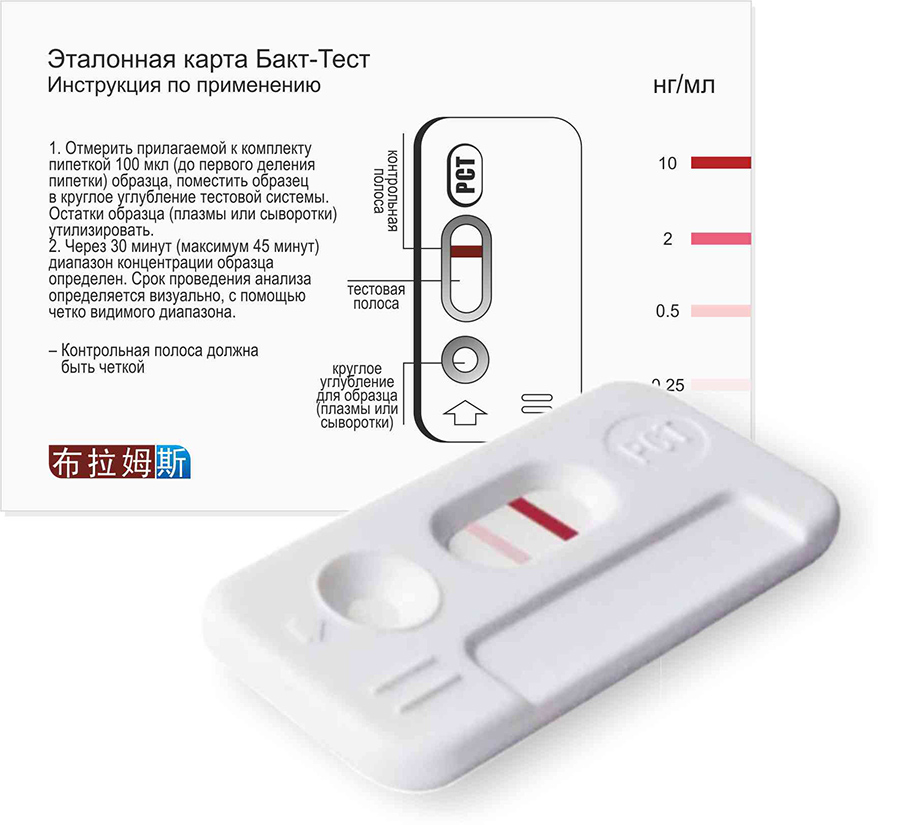 Эталонная карта Бакт-Тест
Инструкция по применению
1. Отмерить прилагаемой к комплекту
пипеткой 100 мкл (до первого деления
пипетки) образца, поместить образец
в круглое углубление тестовой системы.
Остатки образца (плазмы или сыворотки)
утилизировать.
2. Через 30 минут (максимум 45 минут)
диапазон концентрации образца
определен. Срок проведения анализа
определяется визуально, с помощью
четко видимого диапазона.
– Контрольная полоса должна
быть четкой
布拉姆斯
контрольная
полоса
PCT
тестовая
полоса
круглое
углубление
для образца
(плазмы или
сыворотки)
нг/мл
10
2
0.5
0.25
PCT